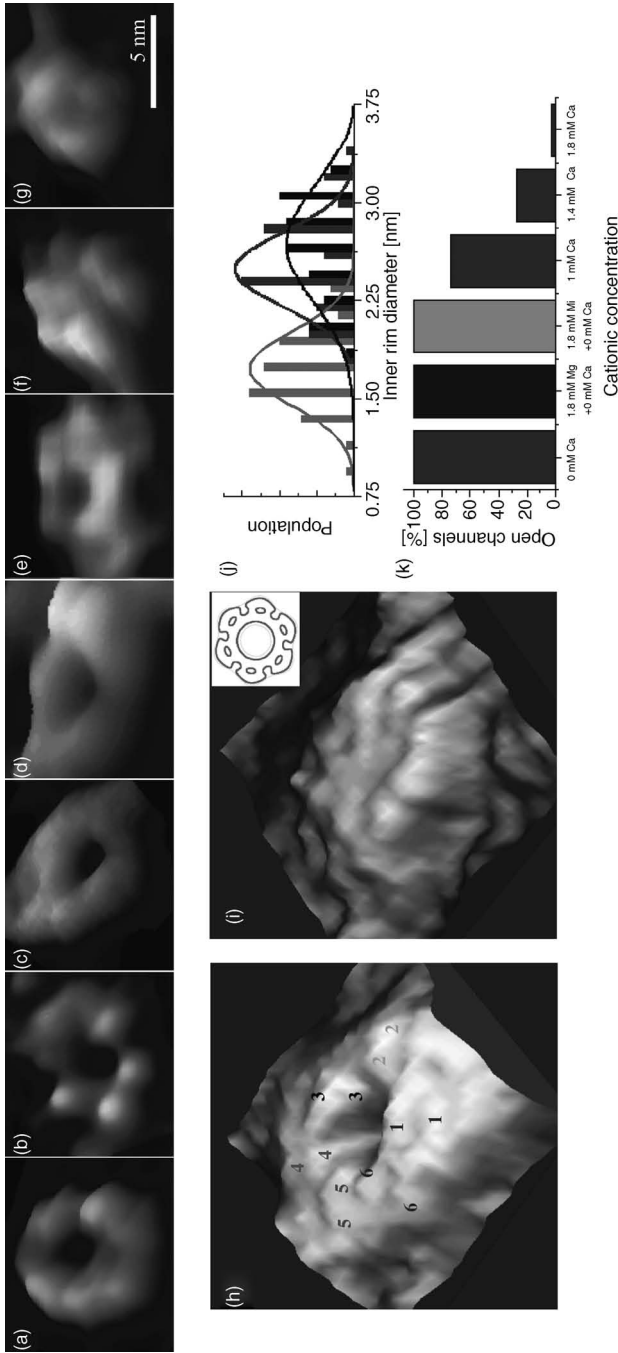 (a)
(b)
(c)
(d)
(e)
(f)
(g)
5 nm
(h)
1
1
2
2
3
3
4
4
5
5
6
6
(i)
(j)
Population
0.75
1.50
2.25
3.00
3.75
Inner rim diameter [nm]
(k)
Open channels [%]
100
80
60
40
20
0
0 mM Ca
1.8 mM Mg
+0 mM Ca
1.8 mM Mi
+0 mM Ca
1 mM Ca
1.4 mM Ca
1.8 mM Ca
Cationic concentration